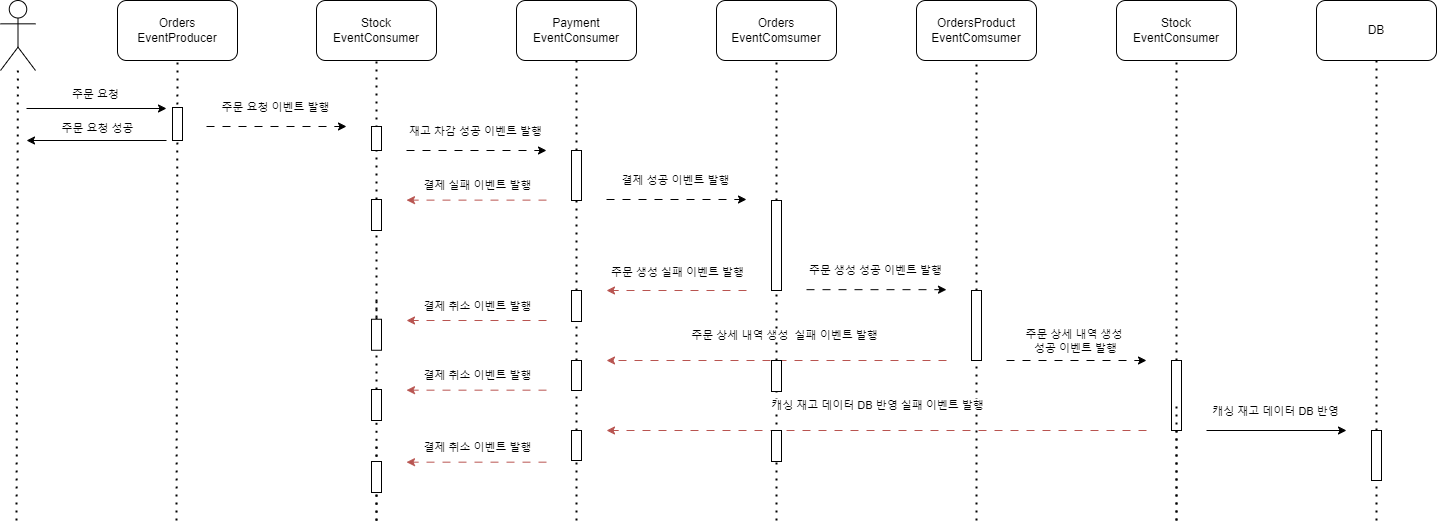 Orders
EventProducer
Stock
EventConsumer
Payment
EventConsumer
Orders
EventComsumer
OrdersProduct
EventComsumer
Stock
EventConsumer
DB
주문 요청
주문 요청 이벤트 발행
주문 요청 성공
재고 차감 성공 이벤트 발행
결제 실패 이벤트 발행
결제 성공 이벤트 발행
주문 생성 실패 이벤트 발행
주문 생성 성공 이벤트 발행
결제 취소 이벤트 발행
주문 상세 내역 생성  실패 이벤트 발행
주문 상세 내역 생성
성공 이벤트 발행
결제 취소 이벤트 발행
캐싱 재고 데이터 DB 반영 실패 이벤트 발행
캐싱 재고 데이터 DB 반영
결제 취소 이벤트 발행